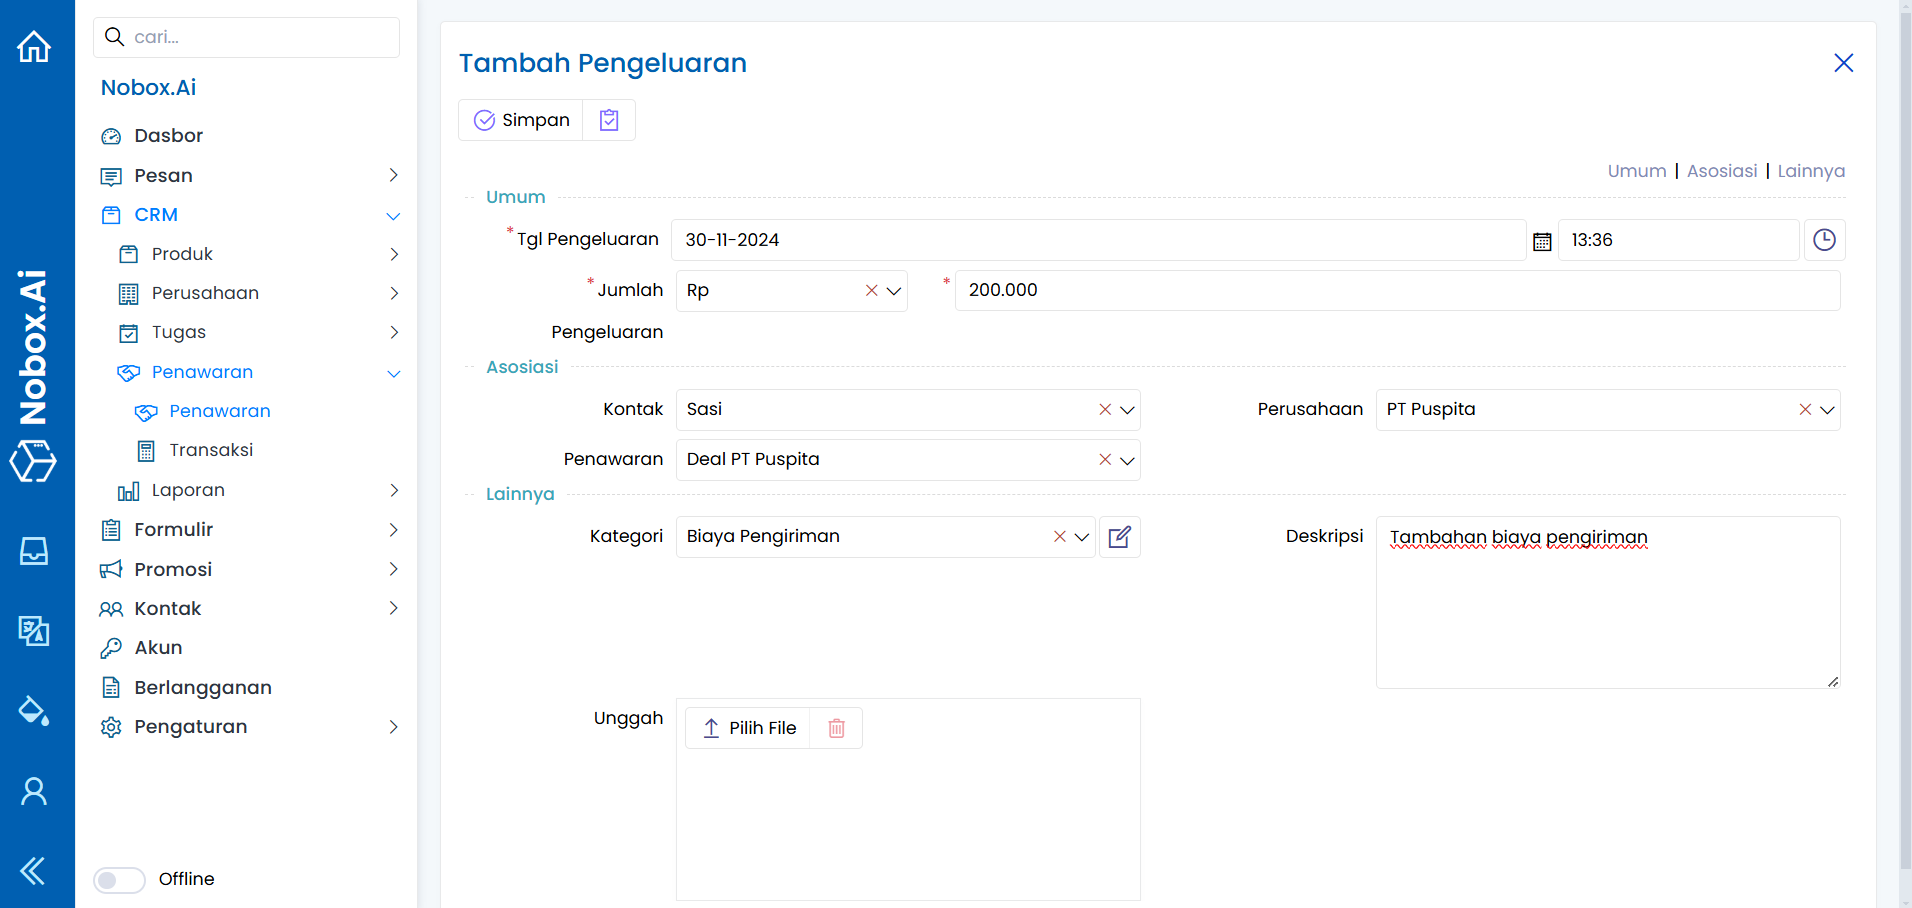 cari...
Nobox.Ai
Nobox.Ai
Dasbor
Pesan
CRM
Produk
Perusahaan
Tugas
Penawaran
Penawaran
Transaksi
Laporan
Formulir
Promosi
Kontak
Akun
Berlangganan
Pengaturan
Offline
Tambah Pengeluaran
Simpan
Umum | Asosiasi | Lainnya
Umum
*Tgl Pengeluaran 30-11-2024 13:36
*Jumlah Rp * 200.000
Pengeluaran
Asosiasi
Kontak Sasi Perusahaan PT Puspita
Penawaran Deal PT Puspita
Lainnya
Kategori Biaya Pengiriman Deskripsi Tambahan biaya pengiriman
Unggah Pilih File